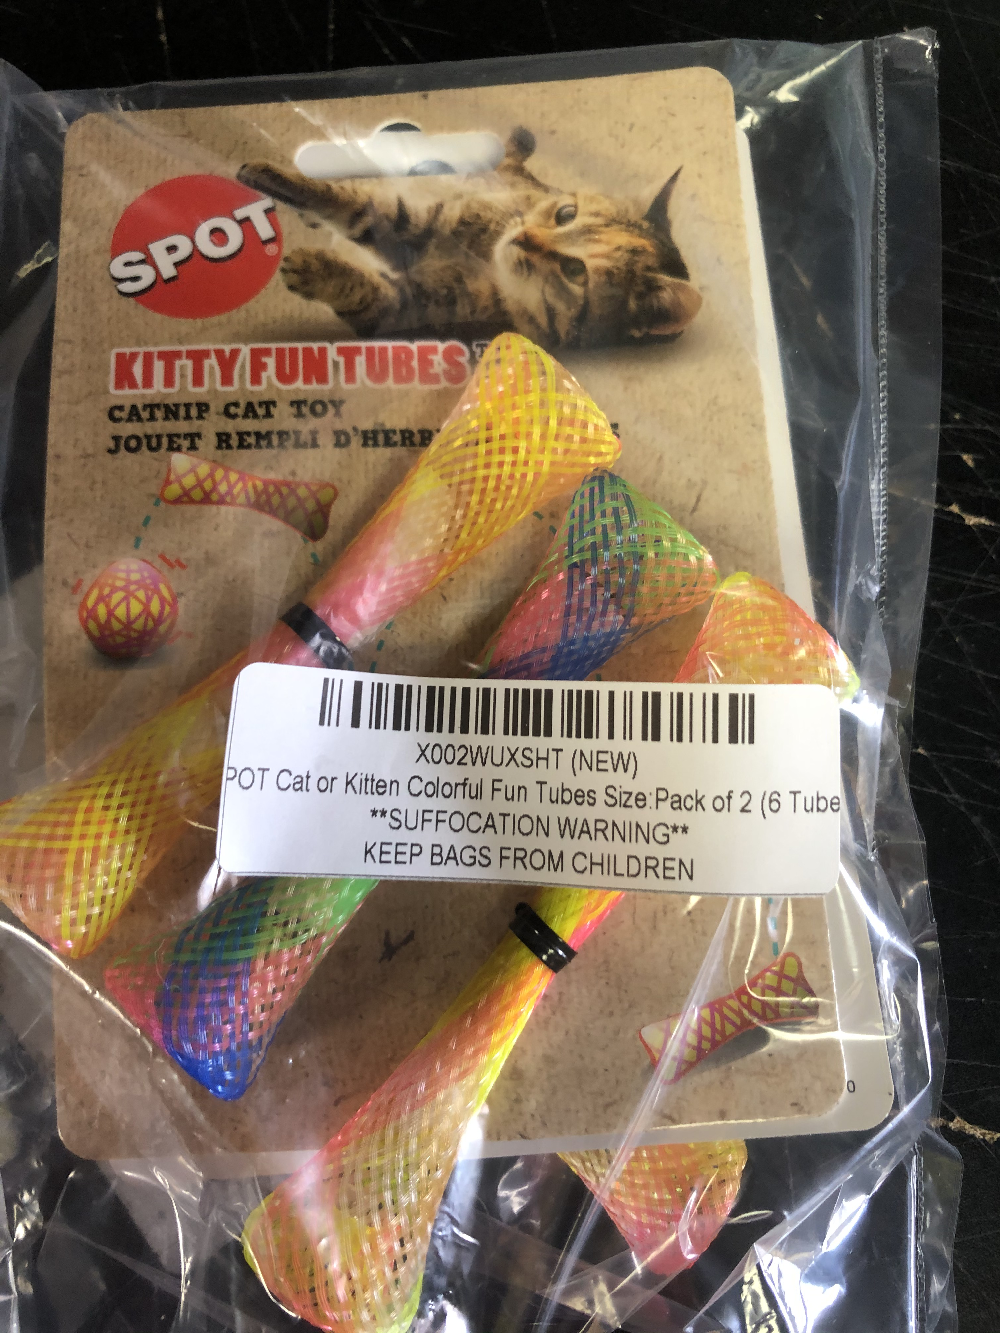 SPOT
®
KITTY FUN TUBES
CATNIP CAT TOY
JOUET REMPLI D'HERB
X002WUXSHT (NEW)
POT Cat or Kitten Colorful Fun Tubes Size:Pack of 2 (6 Tube
**SUFFOCATION WARNING**
KEEP BAGS FROM CHILDREN
0